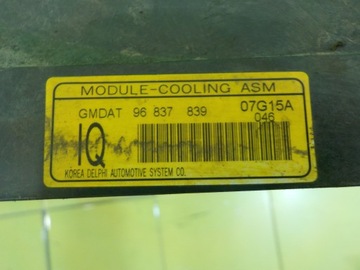 MODULE-COOLING ASM
GMDAT 96 837 839 07G15A
IQ 046
KOREA DELPHI AUTOMOTIVE SYSTEM CO.